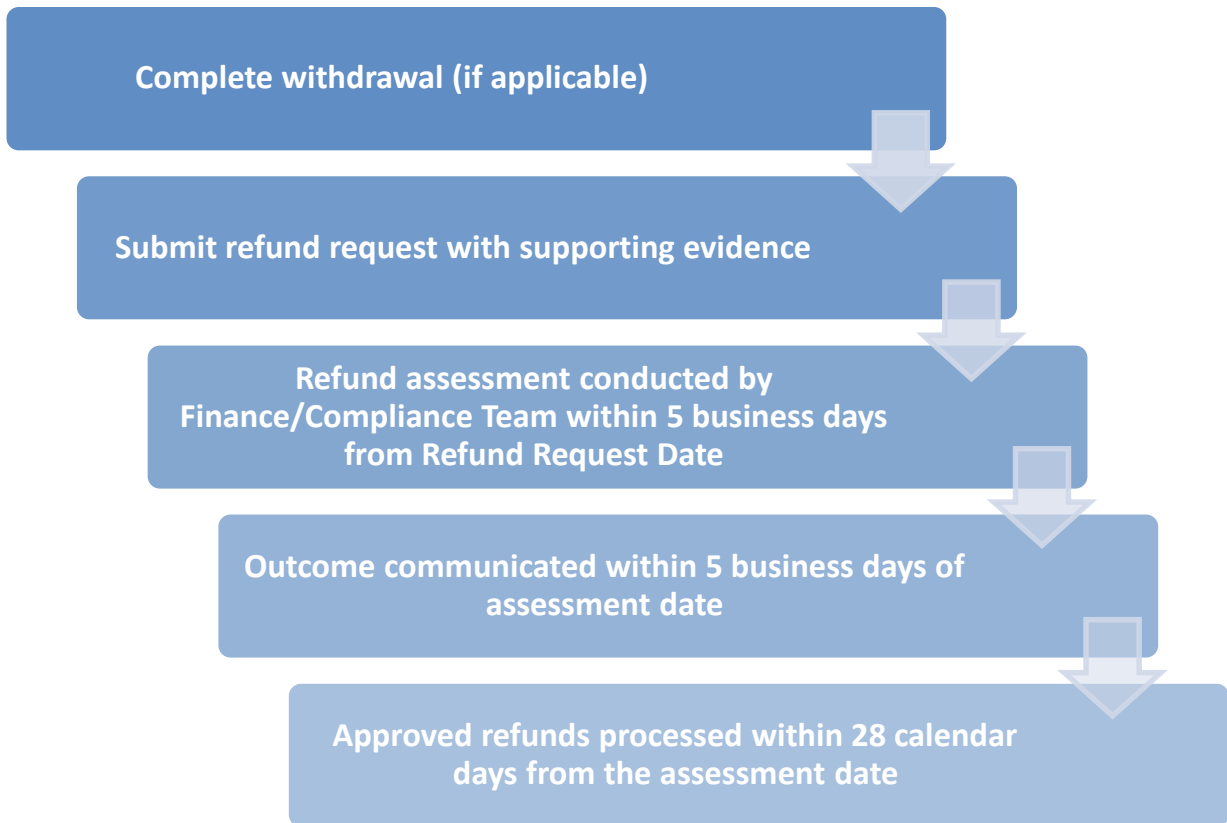 Complete withdrawal (if applicable)
Submit refund request with supporting evidence
Refund assessment conducted by
Finance/Compliance Team within 5 business days
from Refund Request Date
Outcome communicated within 5 business days of
assessment date
Approved refunds processed within 28 calendar
days from the assessment date